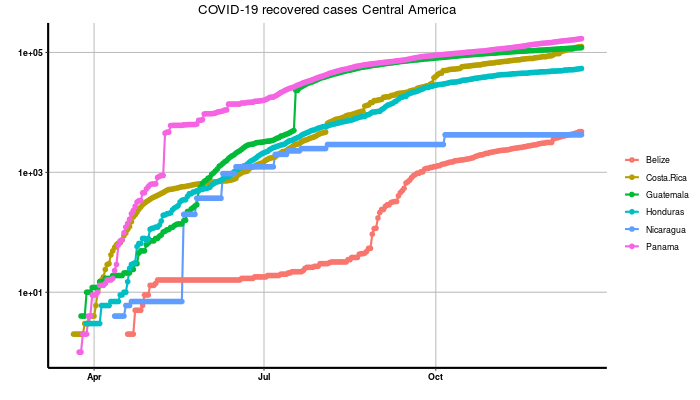 COVID-19 recovered cases Central America
1e+05
1e+03
1e+01
Apr
Jul
Oct
Belize
Costa.Rica
Guatemala
Honduras
Nicaragua
Panama